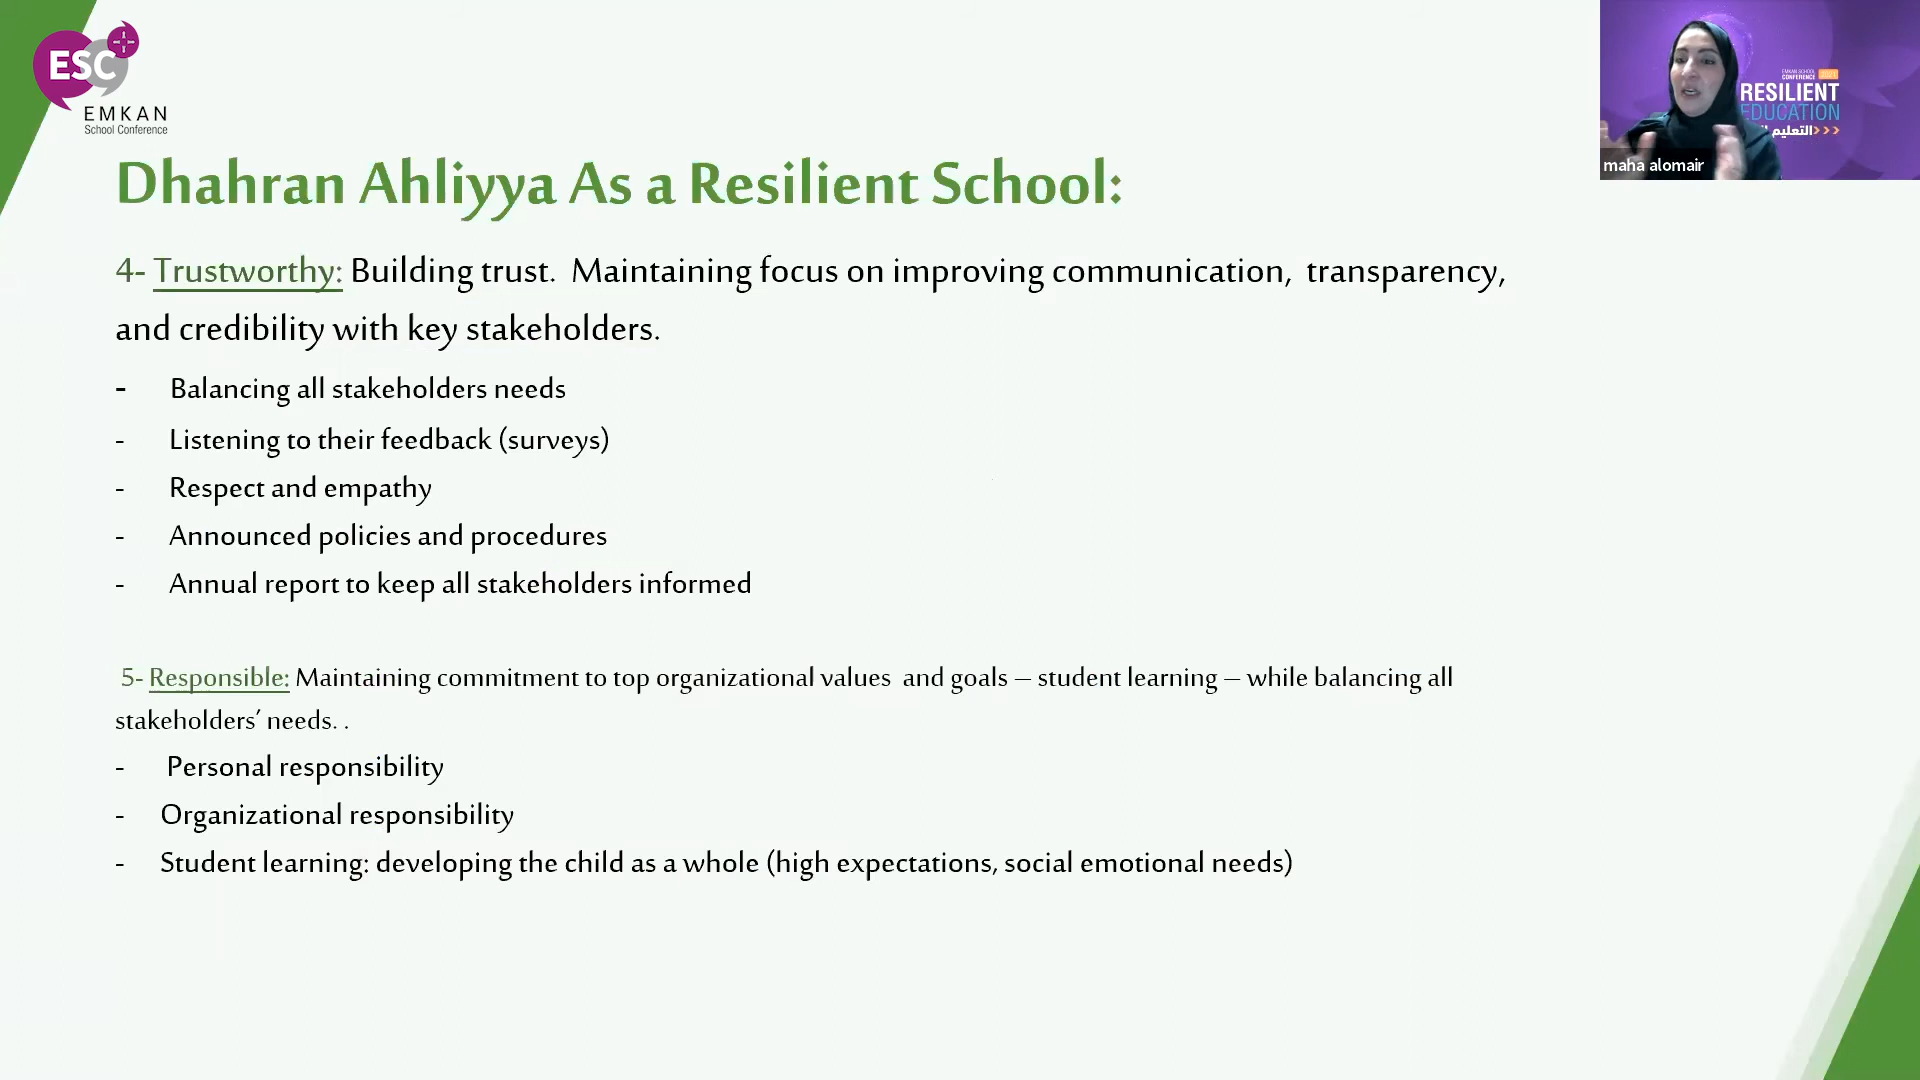 ESC
EMKAN
School Conference
EMKAN SCHOOL
CONFERENCE 2021
RESILIENT
EDUCATION
التعليم
maha alomair
Dhahran Ahliyya As a Resilient School:
4- Trustworthy: Building trust.  Maintaining focus on improving communication,  transparency,
and credibility with key stakeholders.
- Balancing all stakeholders needs
- Listening to their feedback (surveys)
- Respect and empathy
- Announced policies and procedures
- Annual report to keep all stakeholders informed
5- Responsible: Maintaining commitment to top organizational values  and goals – student learning – while balancing all
stakeholders’ needs. .
- Personal responsibility
- Organizational responsibility
- Student learning: developing the child as a whole (high expectations, social emotional needs)